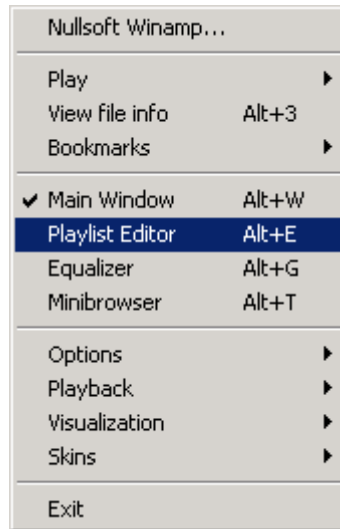 Nullsoft Winamp...
Play
View file info Alt+3
Bookmarks
Main Window Alt+W
Playlist Editor Alt+E
Equalizer Alt+G
Minibrowser Alt+T
Options
Playback
Visualization
Skins
Exit